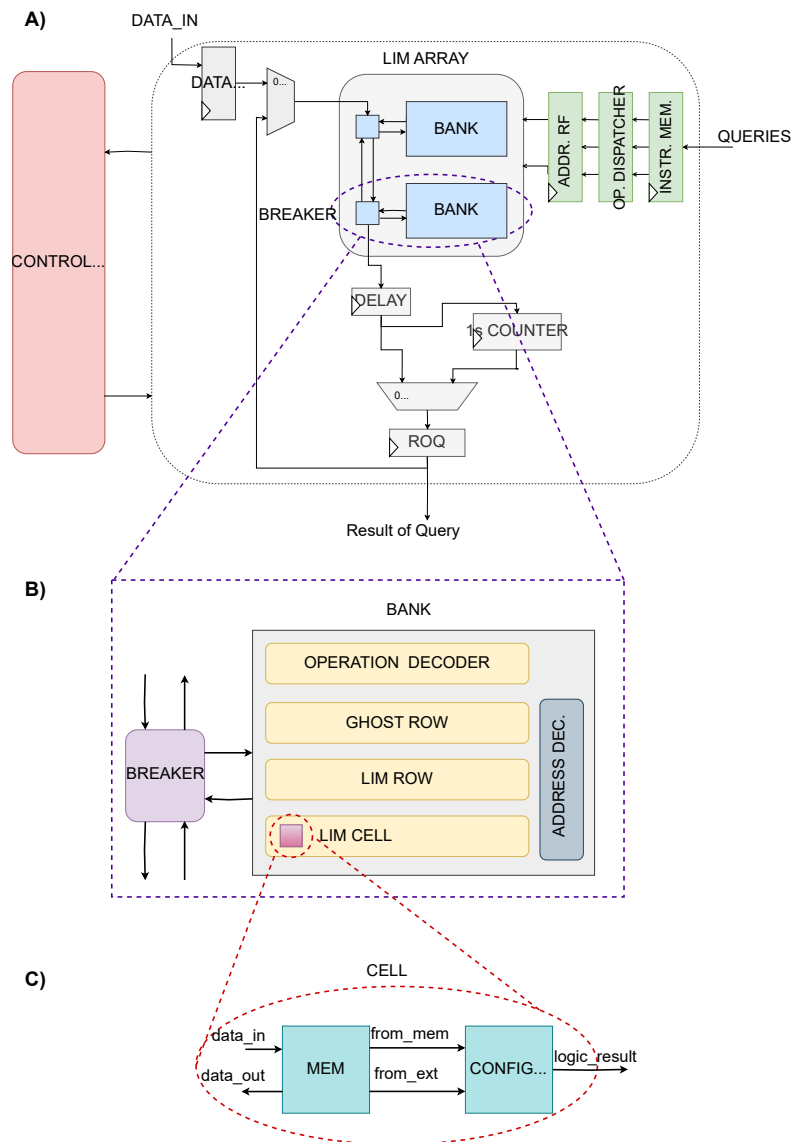 A)
DATA_IN
LIM ARRAY
DATA...
0...
BANK
ADDR. RF
OP. DISPATCHER
INSTR. MEM.
QUERIES
BREAKER
BANK
CONTROL...
DELAY
1s COUNTER
0...
ROQ
Result of Query
B)
BANK
OPERATION DECODER
GHOST ROW
BREAKER
LIM ROW
ADDRESS DEC.
LIM CELL
C)
CELL
data_in
from_mem
MEM
CONFIG...
logic_result
data_out
from_ext